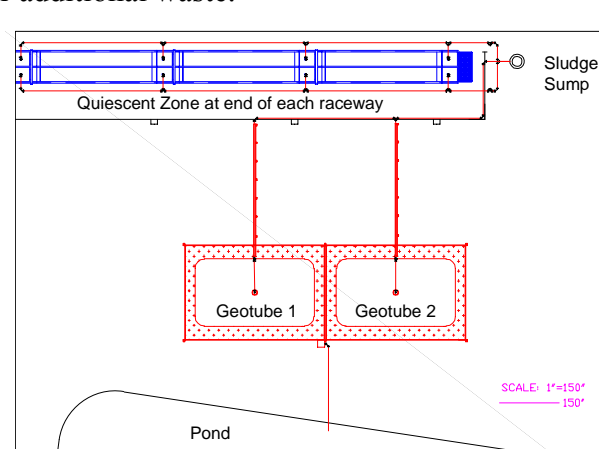 Sludge
Sump
Quiescent Zone at end of each raceway
Geotube 1
Geotube 2
SCALE: 1"=150'
150'
Pond